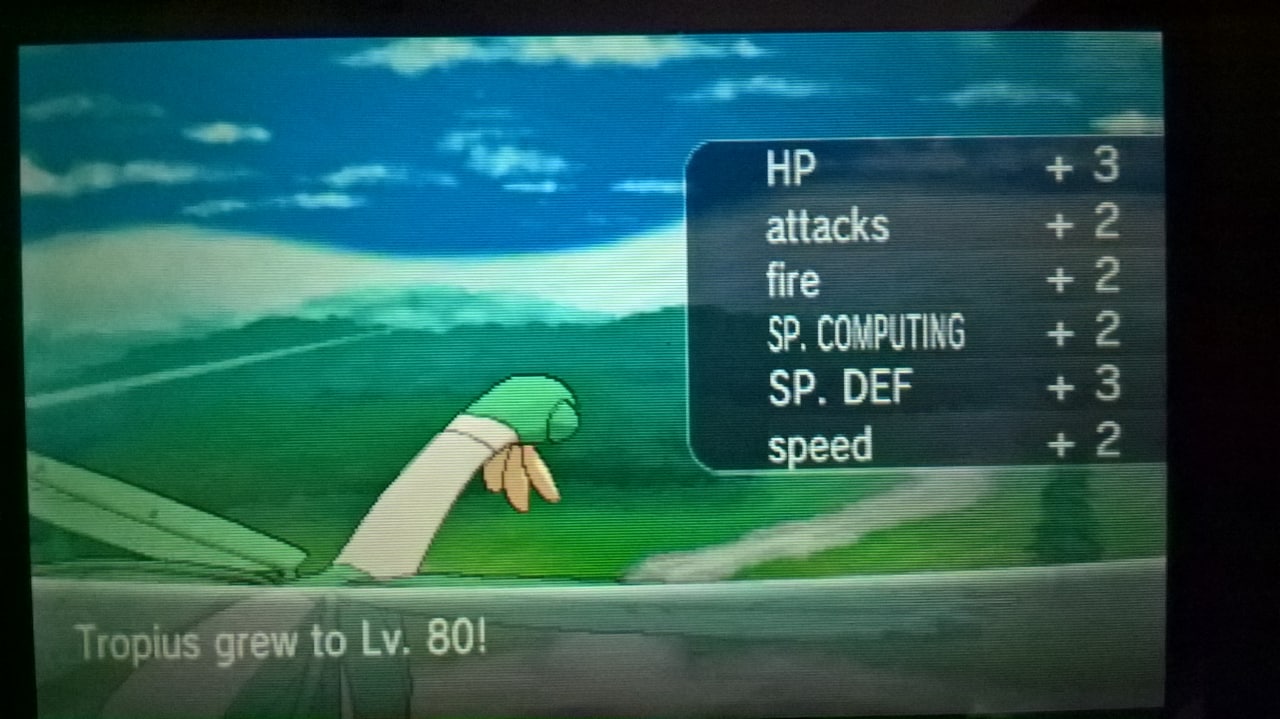 HP + 3
attacks + 2
fire + 2
SP. COMPUTING + 2
SP. DEF + 3
speed + 2
Tropius grew to Lv. 80!